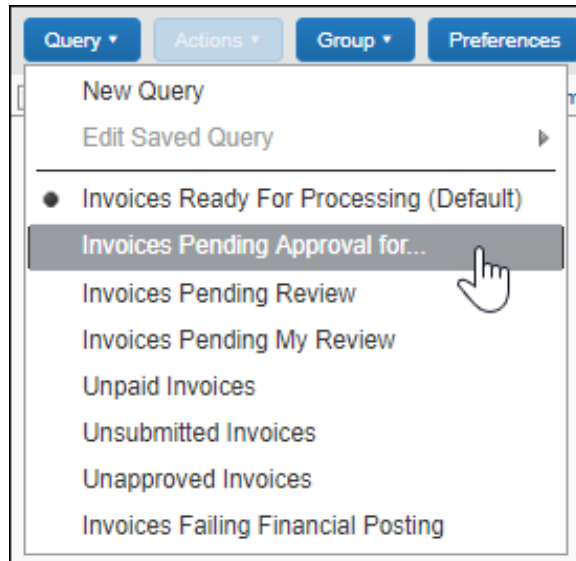 Query Actions Group Preferences
New Query
Edit Saved Query
Invoices Ready For Processing (Default)
Invoices Pending Approval for...
Invoices Pending Review
Invoices Pending My Review
Unpaid Invoices
Unsubmitted Invoices
Unapproved Invoices
Invoices Failing Financial Posting